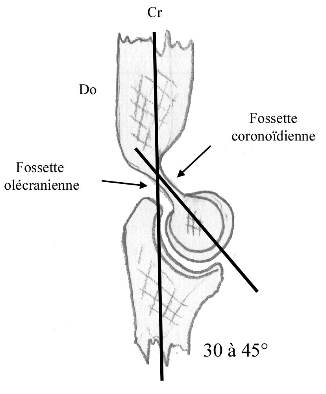 Cr
Do
Fossette
coronoïdienne
Fossette
olécranienne
30 à 45°